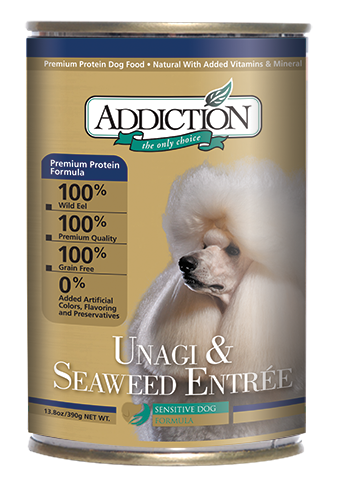 Premium Protein Dog Food • Natural With Added Vitamins & Mineral
ADDICTION
the only choice
Premium Protein
Formula
100%
Wild Eel
100%
Premium Quality
100%
Grain Free
0%
Added Artificial
Colors, Flavoring
and Preservatives
UNAGI &
SEAWEED ENTRÉE
13.8oz/390g NET WT.
SENSITIVE DOG
FORMULA